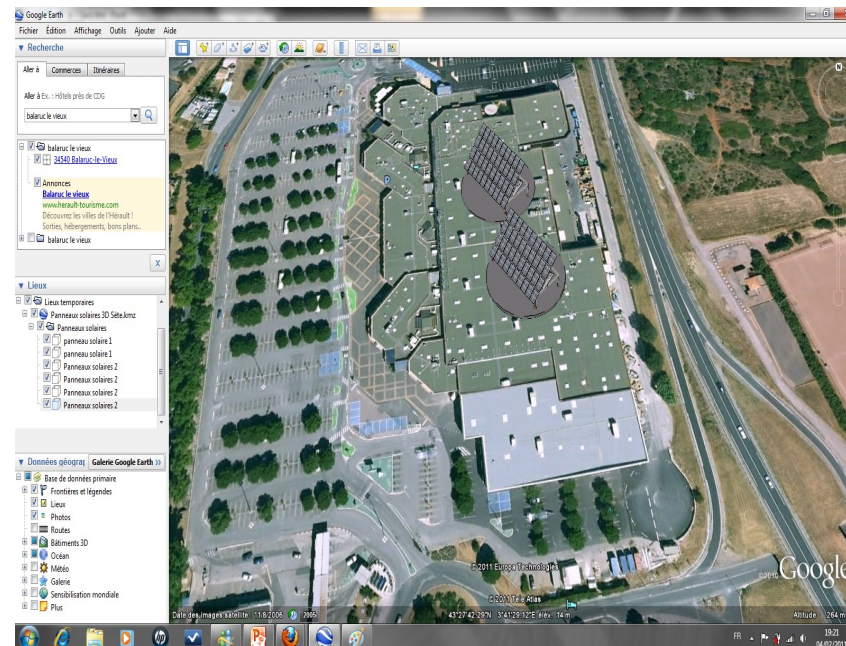 Google Earth
Fichier Édition Affichage Outils Ajouter Aide
Recherche
Aller à Commerces Itinéraires
Aller à Ex. : Hôtels près de CDG
balaruc le vieux
balaruc le vieux
34540 Balaruc-le-Vieux
Annonces
Balaruc le vieux
www.herault-tourisme.com
Découvrez les villes de l'Hérault !
Sorties, hébergements, bons plans..
balaruc le vieux
Lieux
Lieux temporaires
Panneaux solaires 3D Sète.kmz
Panneaux solaires
panneau solaire 1
panneau solaire 1
Panneaux solaires 2
Panneaux solaires 2
Panneaux solaires 2
Panneaux solaires 2
Données géograp Galerie Google Earth >>
Base de données primaire
Frontières et légendes
Lieux
Photos
Routes
Bâtiments 3D
Océan
Météo
Galerie
Sensibilisation mondiale
Plus
N
P
© 2011 Europa Technologies
©2010 Google
© 2011 Tele Atlas
Date des images satellite : 11/8/2006 2005 43°27'42.29"N 3°41'29.12"E élév. 14 m Altitude 264 m
FR 19:21
04/02/2011